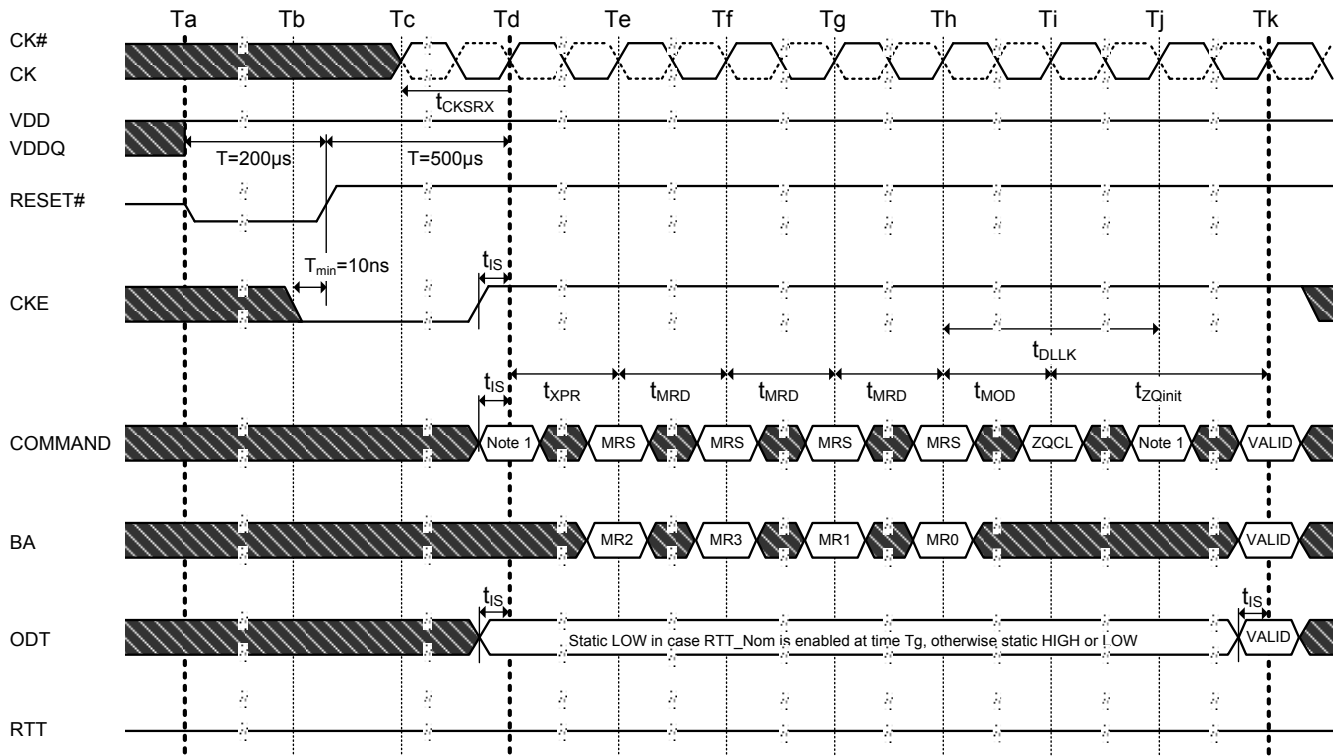 Ta Tb Tc Td Te Tf Tg Th Ti Tj Tk
CK#
CK
tCKSRX
VDD
VDDQ
T=200µs T=500µs
RESET#
Tmin=10ns tIS
CKE
tDLLK
tIS tXPR tMRD tMRD tMRD tMOD tZQinit
COMMAND Note 1 MRS MRS MRS MRS ZQCL Note 1 VALID
BA MR2 MR3 MR1 MR0 VALID
tIS tIS
ODT Static LOW in case RTT_Nom is enabled at time Tg, otherwise static HIGH or LOW VALID
RTT